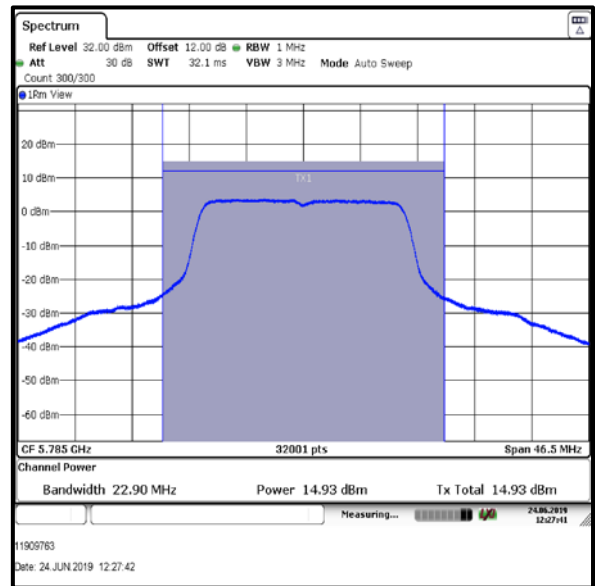 Spectrum
Ref Level 32.00 dBm Offset 12.00 dB RBW 1 MHz
Att 30 dB SWT 32.1 ms VBW 3 MHz Mode Auto Sweep
Count 300/300
1Rm View
20 dBm
TX1
10 dBm
0 dBm
-10 dBm
-20 dBm
-30 dBm
-40 dBm
-50 dBm
-60 dBm
CF 5.785 GHz 32001 pts Span 46.5 MHz
Channel Power
Bandwidth 22.90 MHz Power 14.93 dBm Tx Total 14.93 dBm
Measuring... 24.06.2019
12:27:41
11909763
Date: 24.JUN.2019 12:27:42